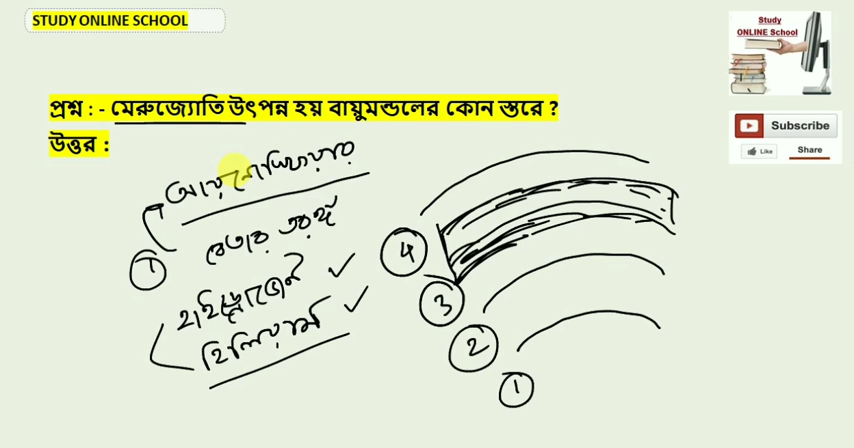 STUDY ONLINE SCHOOL
Study
ONLINE School
প্রশ্ন : - মেরুজ্যোতি উৎপন্ন হয় বায়ুমন্ডলের কোন স্তরে ?
উত্তর :
Subscribe
Like Share
আয়নোস্ফিয়ার
বেতার তরঙ্গ
1
হাইড্রোজেন
হিলিয়াম
4
3
2
1